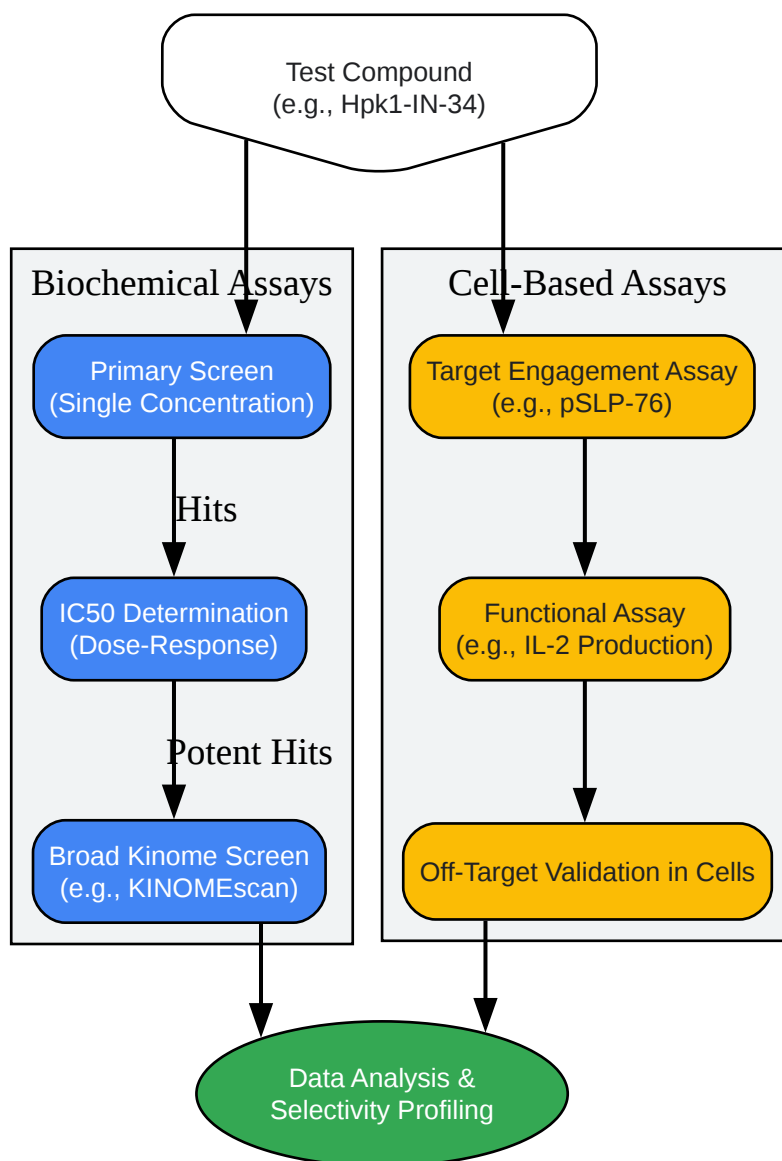 Test Compound
(e.g., Hpk1-IN-34)
Biochemical Assays
Primary Screen
(Single Concentration)
Hits
IC50 Determination
(Dose-Response)
Potent Hits
Broad Kinome Screen
(e.g., KINOMEscan)
Cell-Based Assays
Target Engagement Assay
(e.g., pSLP-76)
Functional Assay
(e.g., IL-2 Production)
Off-Target Validation in Cells
Data Analysis &
Selectivity Profiling